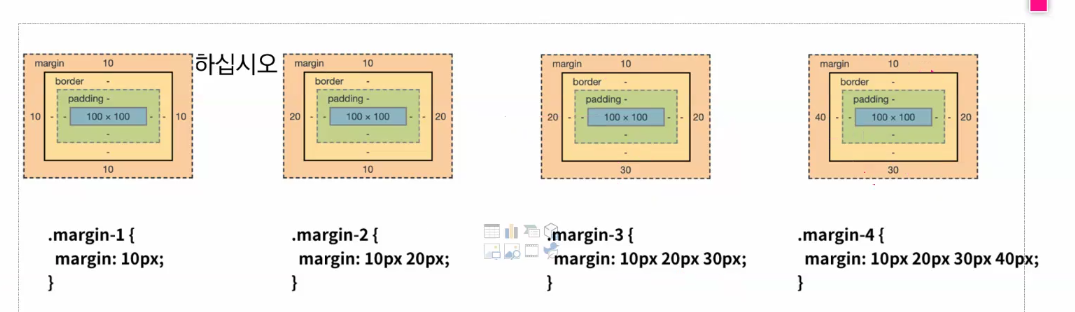 margin 10
border -
padding -
10 - - 100 × 100 - - 10
-
-
10
하십시오
margin 10
border -
padding -
20 - - 100 × 100 - - 20
-
-
10
margin 10
border -
padding -
20 - - 100 × 100 - - 20
-
-
30
margin 10
border -
padding -
40 - - 100 × 100 - - 20
-
-
30
.margin-1 {
margin: 10px;
}
.margin-2 {
margin: 10px 20px;
}
.margin-3 {
margin: 10px 20px 30px;
}
.margin-4 {
margin: 10px 20px 30px 40px;
}